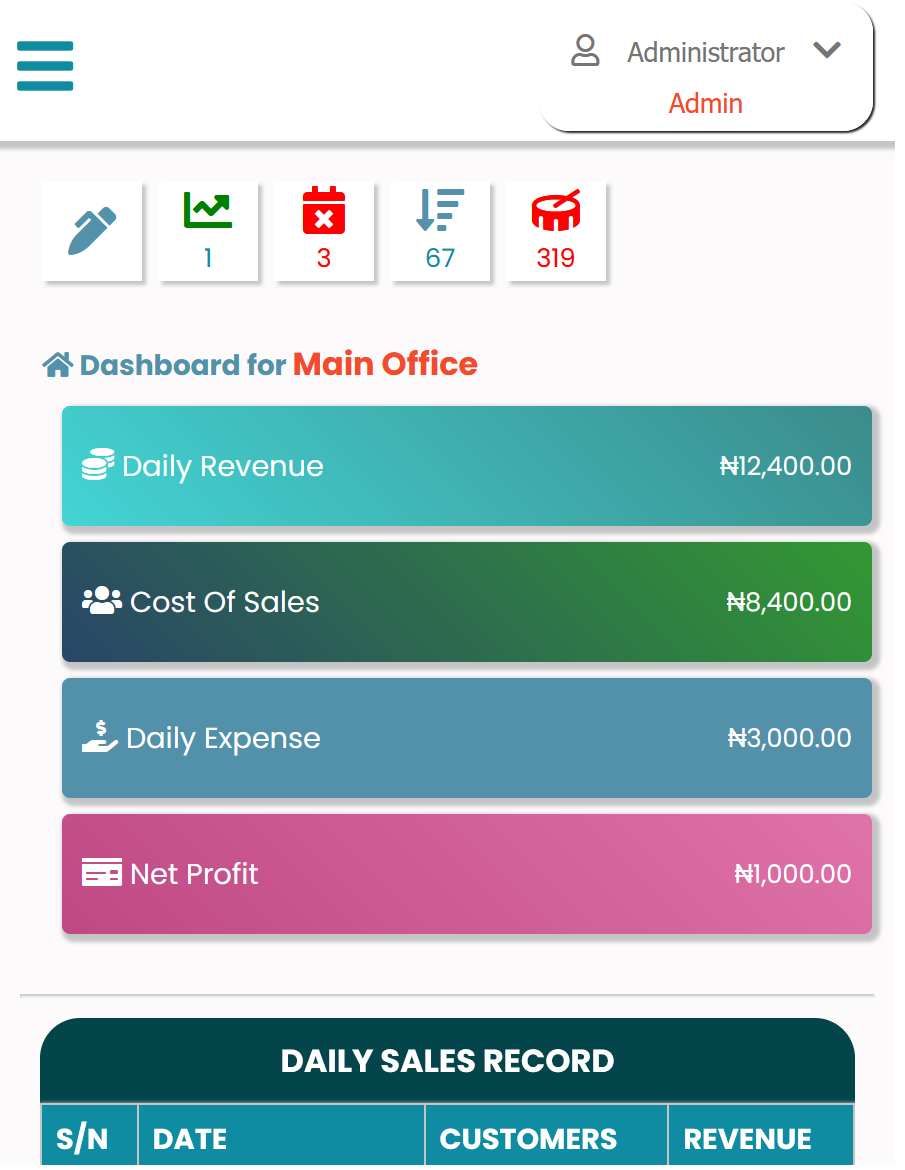 Administrator
Admin
1 3 67 319
Dashboard for Main Office
Daily Revenue ₦12,400.00
Cost Of Sales ₦8,400.00
Daily Expense ₦3,000.00
Net Profit ₦1,000.00
DAILY SALES RECORD
S/N DATE CUSTOMERS REVENUE